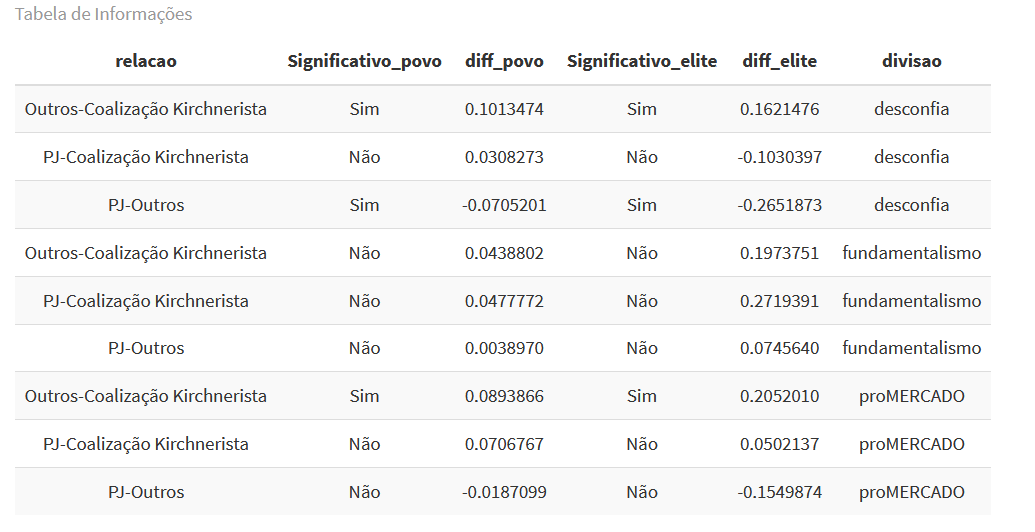 Tabela de Informações
relacao Significativo_povo diff_povo Significativo_elite diff_elite divisao
Outros-Coalização Kirchnerista Sim 0.1013474 Sim 0.1621476 desconfia
PJ-Coalização Kirchnerista Não 0.0308273 Não -0.1030397 desconfia
PJ-Outros Sim -0.0705201 Sim -0.2651873 desconfia
Outros-Coalização Kirchnerista Não 0.0438802 Não 0.1973751 fundamentalismo
PJ-Coalização Kirchnerista Não 0.0477772 Não 0.2719391 fundamentalismo
PJ-Outros Não 0.0038970 Não 0.0745640 fundamentalismo
Outros-Coalização Kirchnerista Sim 0.0893866 Sim 0.2052010 proMERCADO
PJ-Coalização Kirchnerista Não 0.0706767 Não 0.0502137 proMERCADO
PJ-Outros Não -0.0187099 Não -0.1549874 proMERCADO